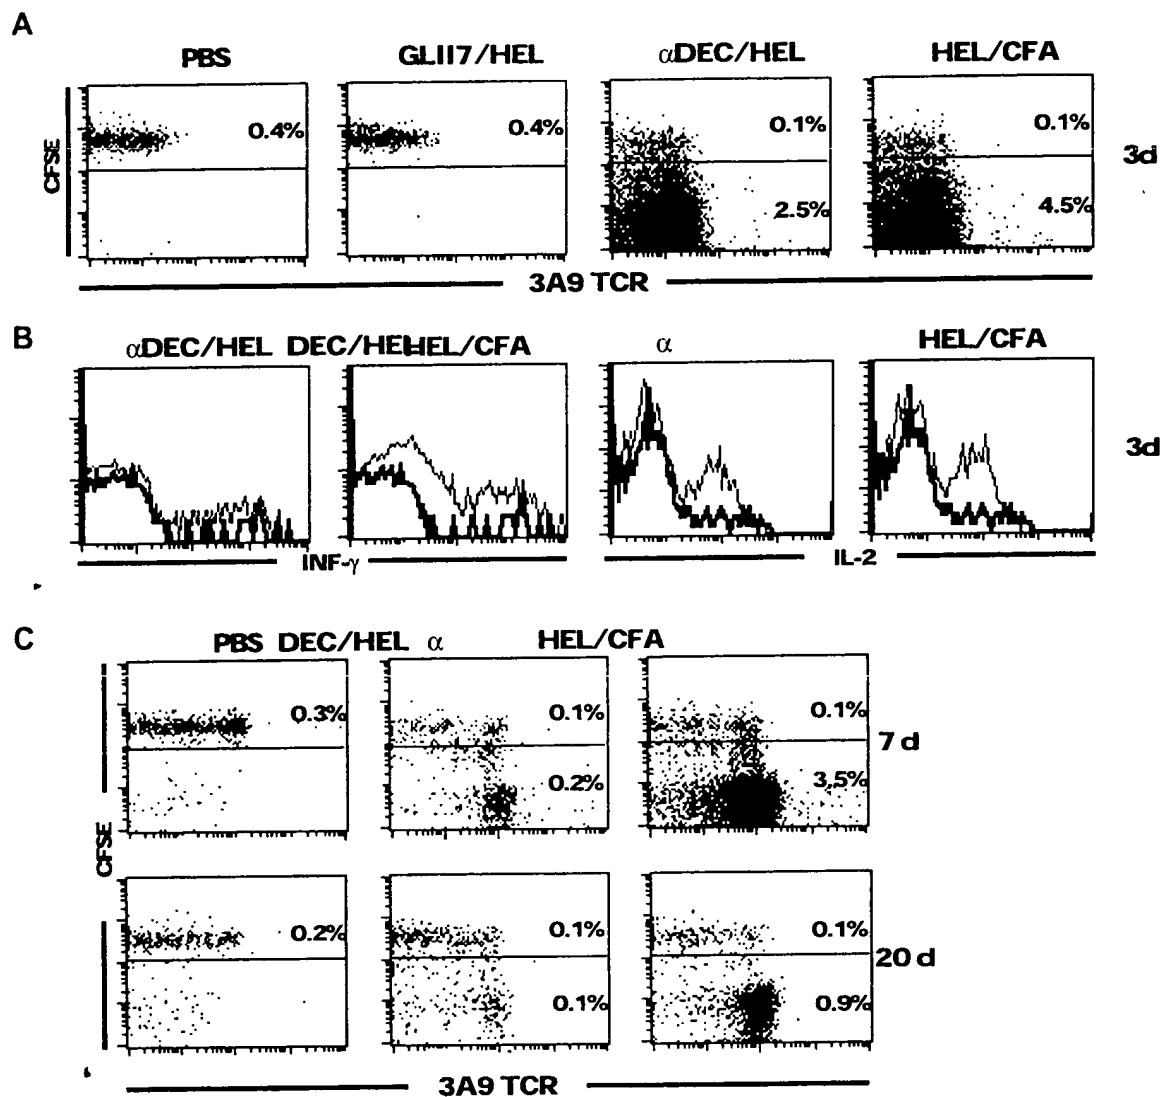 A
PBS GLII7/HEL αDEC/HEL HEL/CFA
CFSE
0.4% 0.4% 0.1% 0.1%
3d
2.5% 4.5%
3A9 TCR
B
αDEC/HEL DEC/HEL HEL/CFA α HEL/CFA
3d
INF-γ IL-2
C
PBS DEC/HEL α HEL/CFA
0.3% 0.1% 0.1%
7 d
0.2% 3.5%
CFSE
0.2% 0.1% 0.1%
20 d
0.1% 0.9%
3A9 TCR